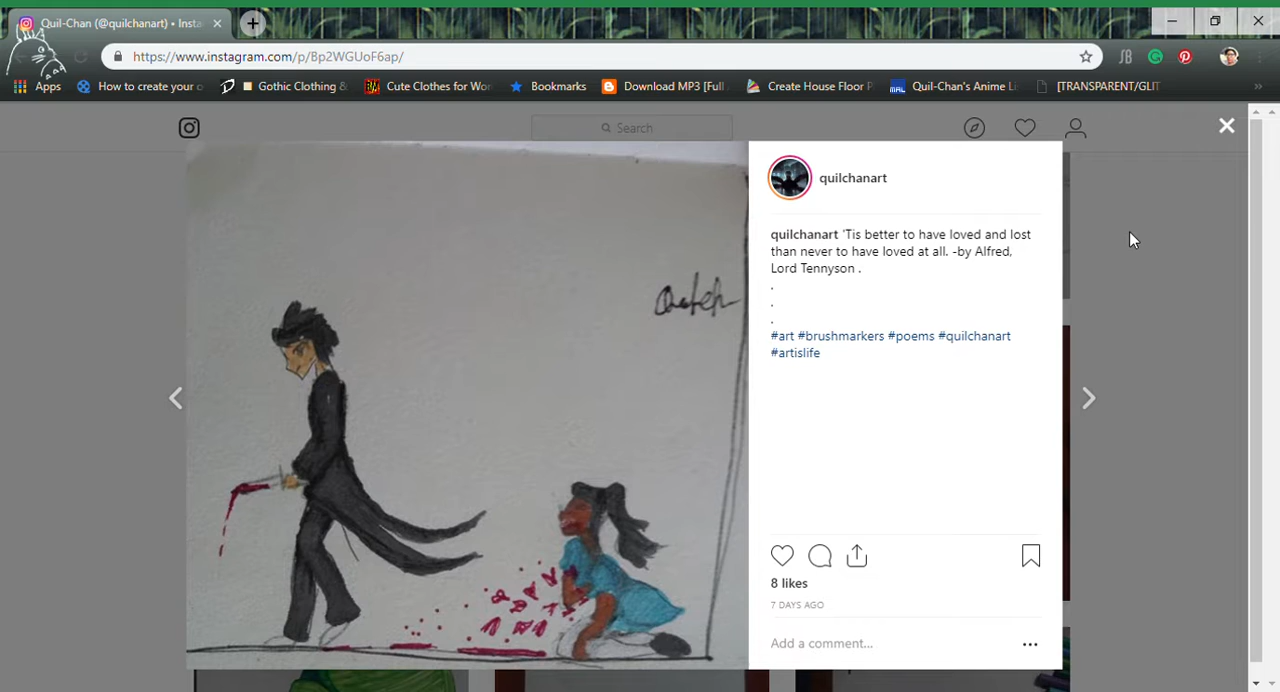 Quil-Chan (@quilchanart) • Insta
https://www.instagram.com/p/Bp2WGUoF6ap/
Apps How to create your o Gothic Clothing & Cute Clothes for Wor Bookmarks Download MP3 [Full Create House Floor P MAL Quil-Chan's Anime Li [TRANSPARENT/GLIT
Search
quilchanart
quilchanart 'Tis better to have loved and lost
than never to have loved at all. -by Alfred,
Lord Tennyson .
.
.
.
#art #brushmarkers #poems #quilchanart
#artislife
8 likes
7 DAYS AGO
Add a comment...